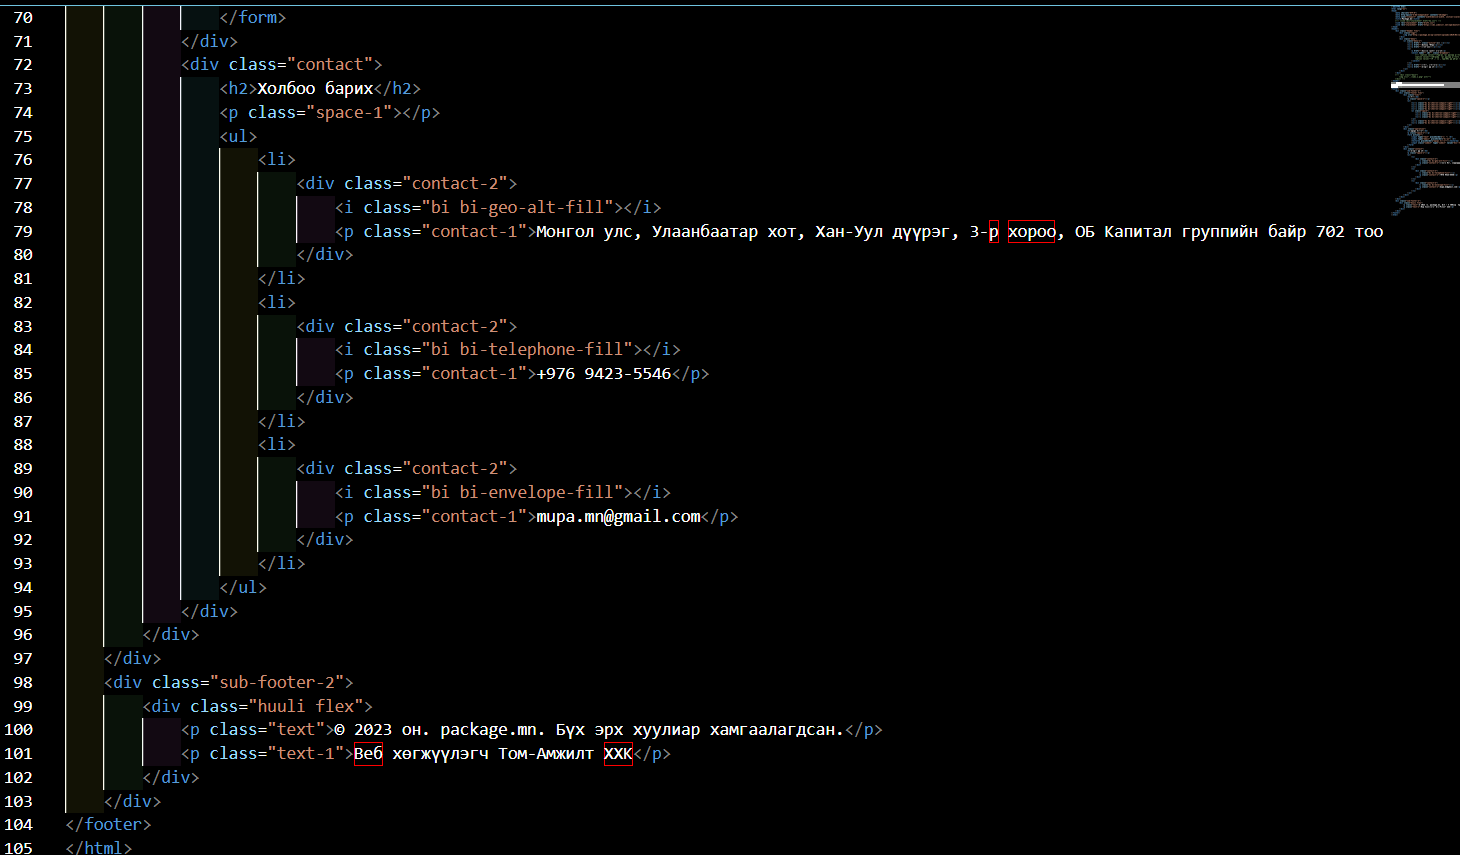 70 </form>
71 </div>
72 <div class="contact">
73 <h2>Холбоо барих</h2>
74 <p class="space-1"></p>
75 <ul>
76 <li>
77 <div class="contact-2">
78 <i class="bi bi-geo-alt-fill"></i>
79 <p class="contact-1">Монгол улс, Улаанбаатар хот, Хан-Уул дүүрэг, 3-р хороо, ОБ Капитал группийн байр 702 тоо
80 </div>
81 </li>
82 <li>
83 <div class="contact-2">
84 <i class="bi bi-telephone-fill"></i>
85 <p class="contact-1">+976 9423-5546</p>
86 </div>
87 </li>
88 <li>
89 <div class="contact-2">
90 <i class="bi bi-envelope-fill"></i>
91 <p class="contact-1">mupa.mn@gmail.com</p>
92 </div>
93 </li>
94 </ul>
95 </div>
96 </div>
97 </div>
98 <div class="sub-footer-2">
99 <div class="huuli flex">
100 <p class="text">© 2023 он. package.mn. Бүх эрх хуулиар хамгаалагдсан.</p>
101 <p class="text-1">Веб хөгжүүлэгч Том-Амжилт ХХК</p>
102 </div>
103 </div>
104 </footer>
105 </html>